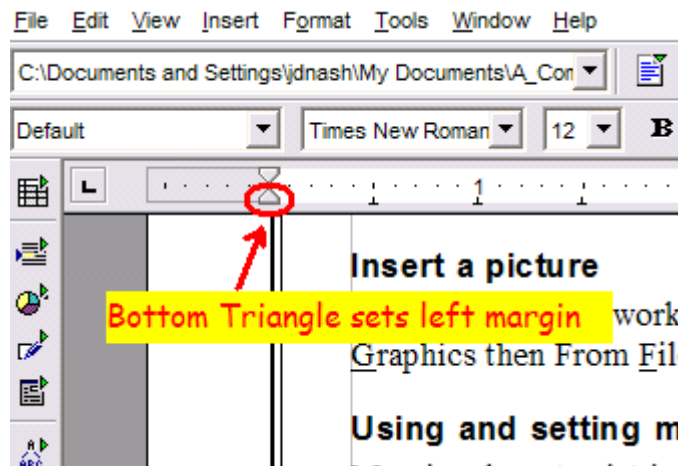 File Edit View Insert Format Tools Window Help
C:\Documents and Settings\jdnash\My Documents\A_Con
Default Times New Roman 12 B
L 1
Insert a picture
Bottom Triangle sets left margin work
Graphics then From File
Using and setting m